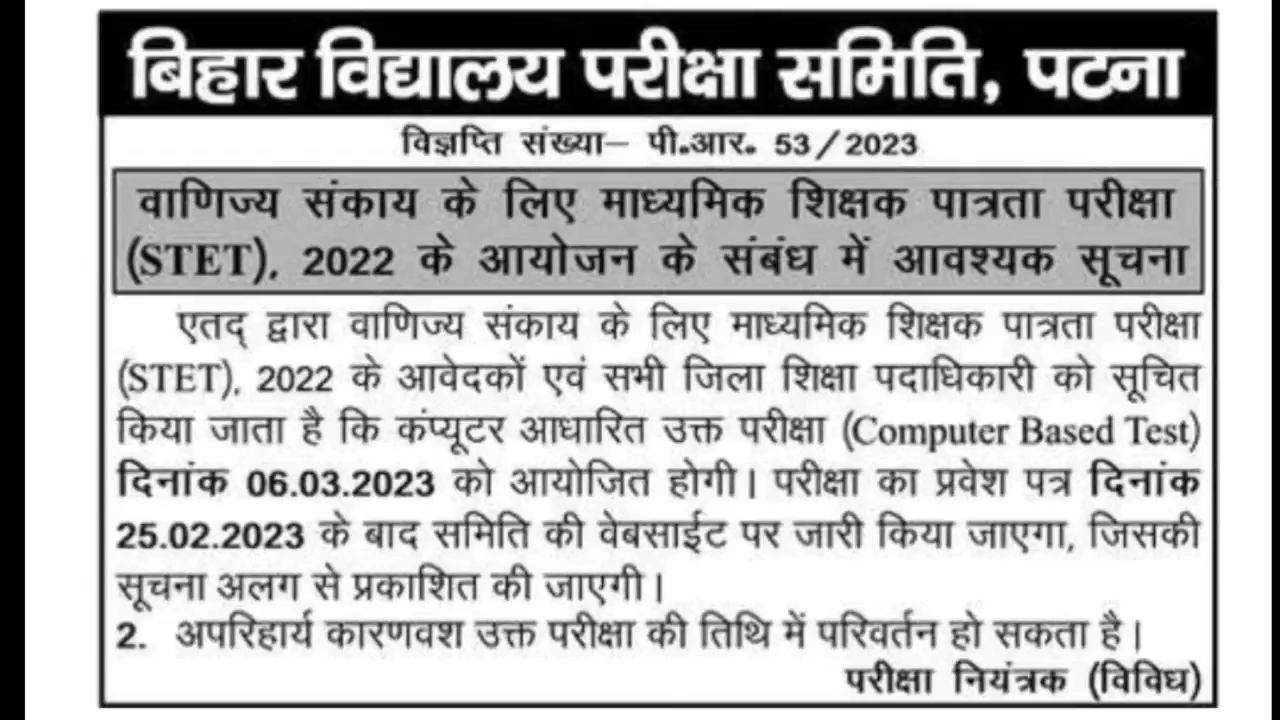 बिहार विद्यालय परीक्षा समिति, पटना
विज्ञप्ति संख्या– पी.आर. 53/2023
वाणिज्य संकाय के लिए माध्यमिक शिक्षक पात्रता परीक्षा
(STET), 2022 के आयोजन के संबंध में आवश्यक सूचना
एतद् द्वारा वाणिज्य संकाय के लिए माध्यमिक शिक्षक पात्रता परीक्षा
(STET), 2022 के आवेदकों एवं सभी जिला शिक्षा पदाधिकारी को सूचित
किया जाता है कि कंप्यूटर आधारित उक्त परीक्षा (Computer Based Test)
दिनांक 06.03.2023 को आयोजित होगी। परीक्षा का प्रवेश पत्र दिनांक
25.02.2023 के बाद समिति की वेबसाईट पर जारी किया जाएगा, जिसकी
सूचना अलग से प्रकाशित की जाएगी।
2. अपरिहार्य कारणवश उक्त परीक्षा की तिथि में परिवर्तन हो सकता है।
परीक्षा नियंत्रक (विविध)